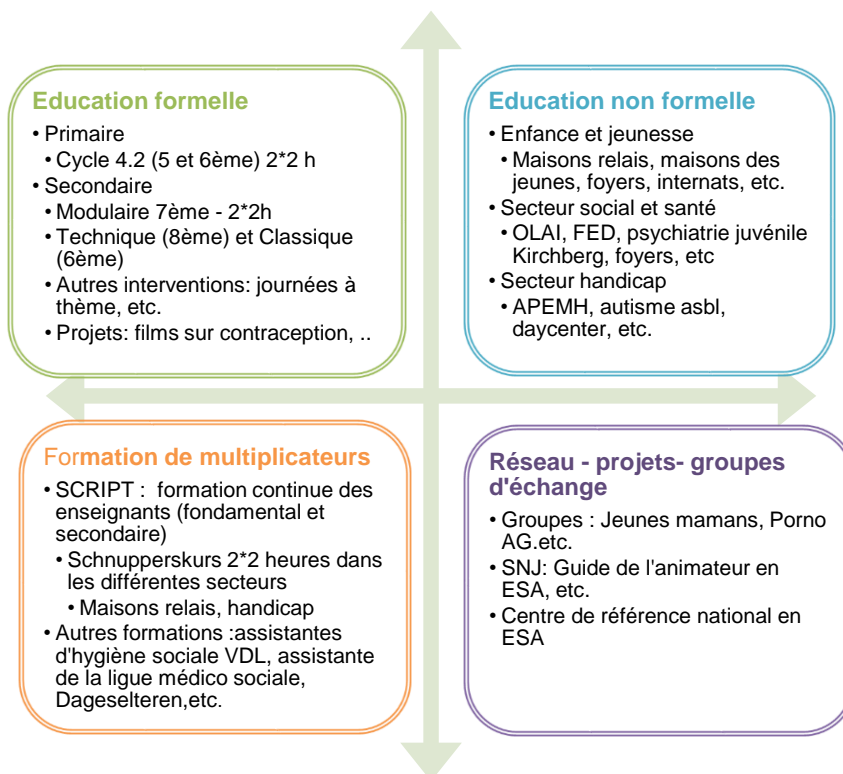 Education formelle
• Primaire
• Cycle 4.2 (5 et 6ème) 2*2 h
• Secondaire
• Modulaire 7ème - 2*2h
• Technique (8ème) et Classique
(6ème)
• Autres interventions: journées à
thème, etc.
• Projets: films sur contraception, ..
Education non formelle
• Enfance et jeunesse
• Maisons relais, maisons des
jeunes, foyers, internats, etc.
• Secteur social et santé
• OLAI, FED, psychiatrie juvénile
Kirchberg, foyers, etc
• Secteur handicap
• APEMH, autisme asbl,
daycenter, etc.
Formation de multiplicateurs
• SCRIPT : formation continue des
enseignants (fondamental et
secondaire)
• Schnupperskurs 2*2 heures dans
les différentes secteurs
• Maisons relais, handicap
• Autres formations :assistantes
d'hygiène sociale VDL, assistante
de la ligue médico sociale,
Dageselteren,etc.
Réseau - projets- groupes
d'échange
• Groupes : Jeunes mamans, Porno
AG.etc.
• SNJ: Guide de l'animateur en
ESA, etc.
• Centre de référence national en
ESA